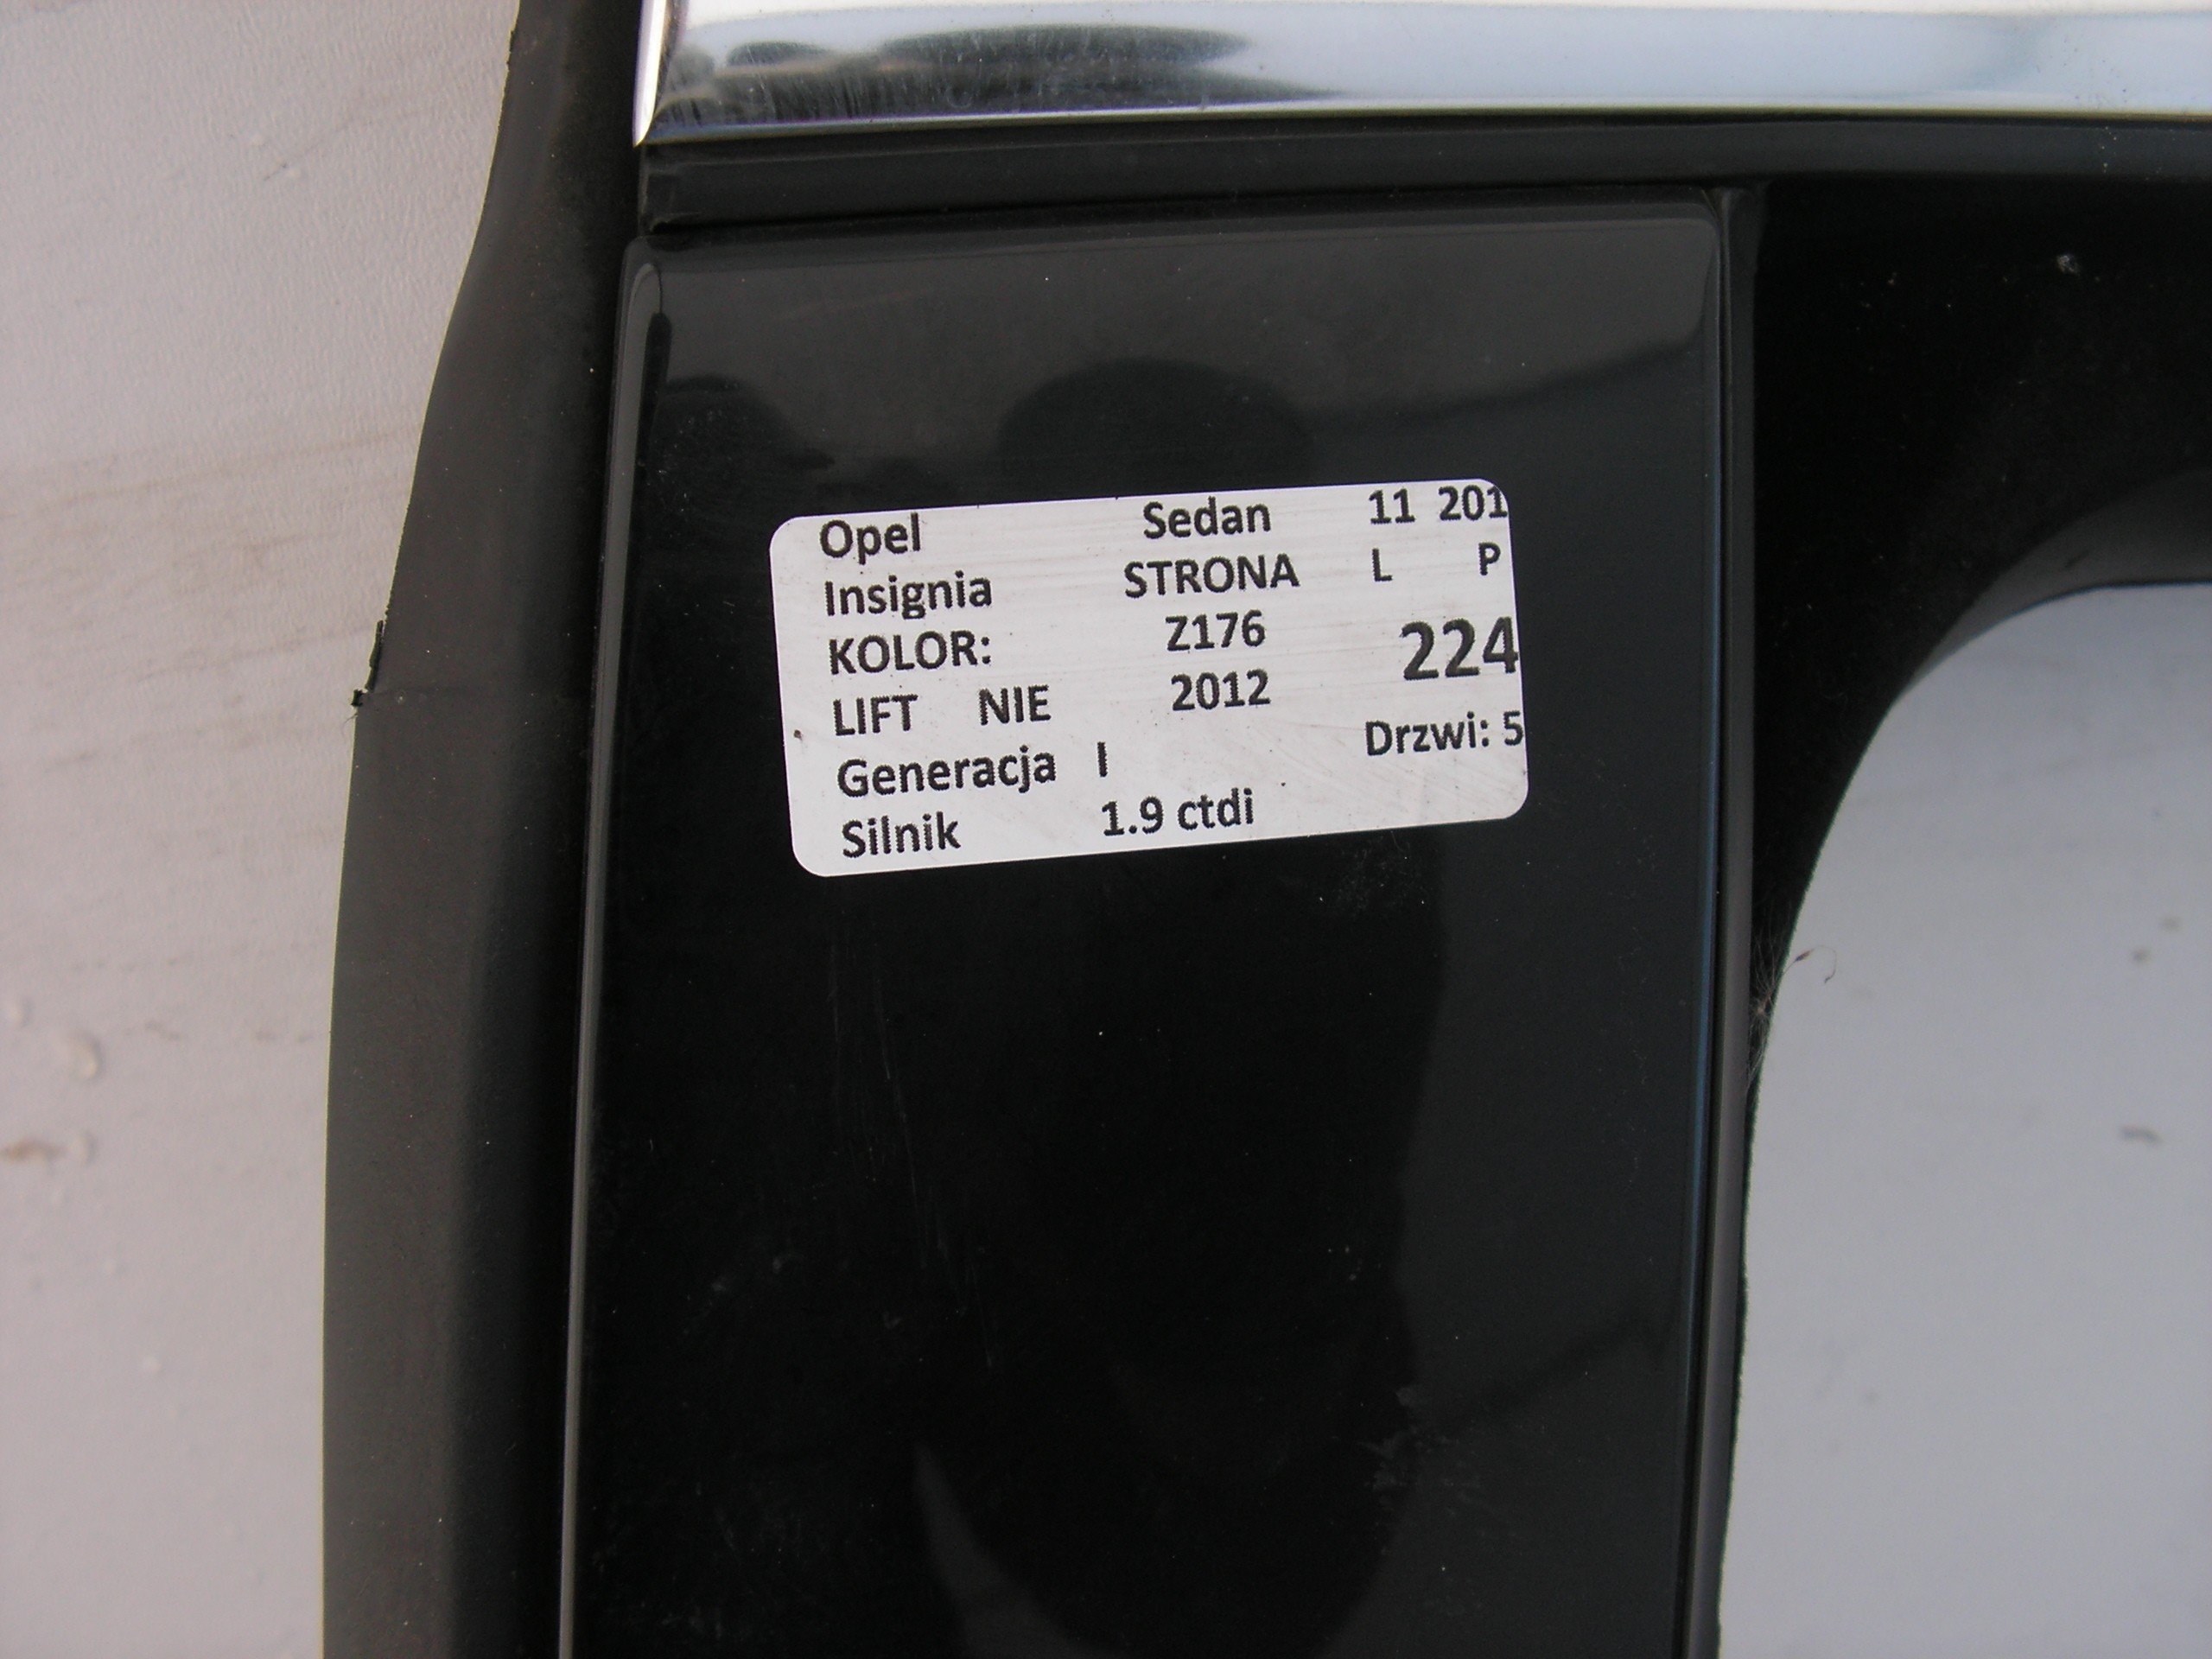 Opel Sedan 11 201
Insignia STRONA L P
KOLOR: Z176 224
LIFT NIE 2012
Generacja I Drzwi: 5
Silnik 1.9 ctdi